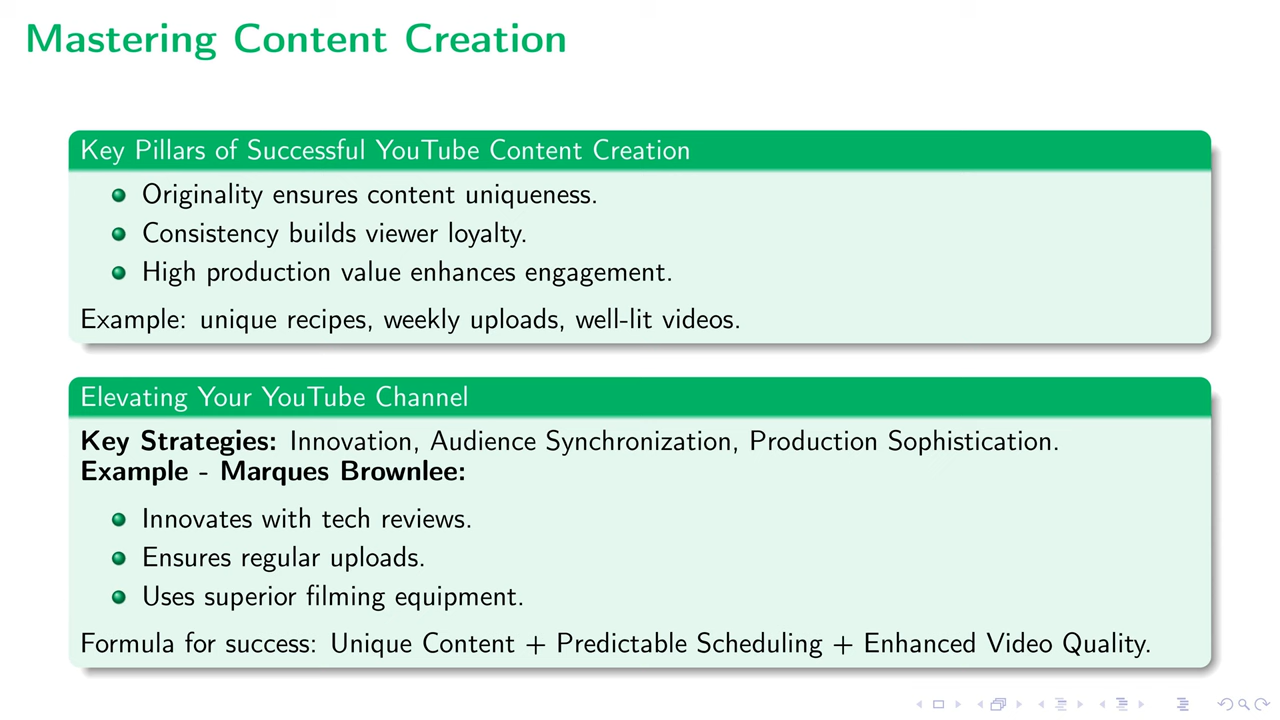 Mastering Content Creation
Key Pillars of Successful YouTube Content Creation
Originality ensures content uniqueness.
Consistency builds viewer loyalty.
High production value enhances engagement.
Example: unique recipes, weekly uploads, well-lit videos.
Elevating Your YouTube Channel
Key Strategies: Innovation, Audience Synchronization, Production Sophistication.
Example - Marques Brownlee:
Innovates with tech reviews.
Ensures regular uploads.
Uses superior filming equipment.
Formula for success: Unique Content + Predictable Scheduling + Enhanced Video Quality.